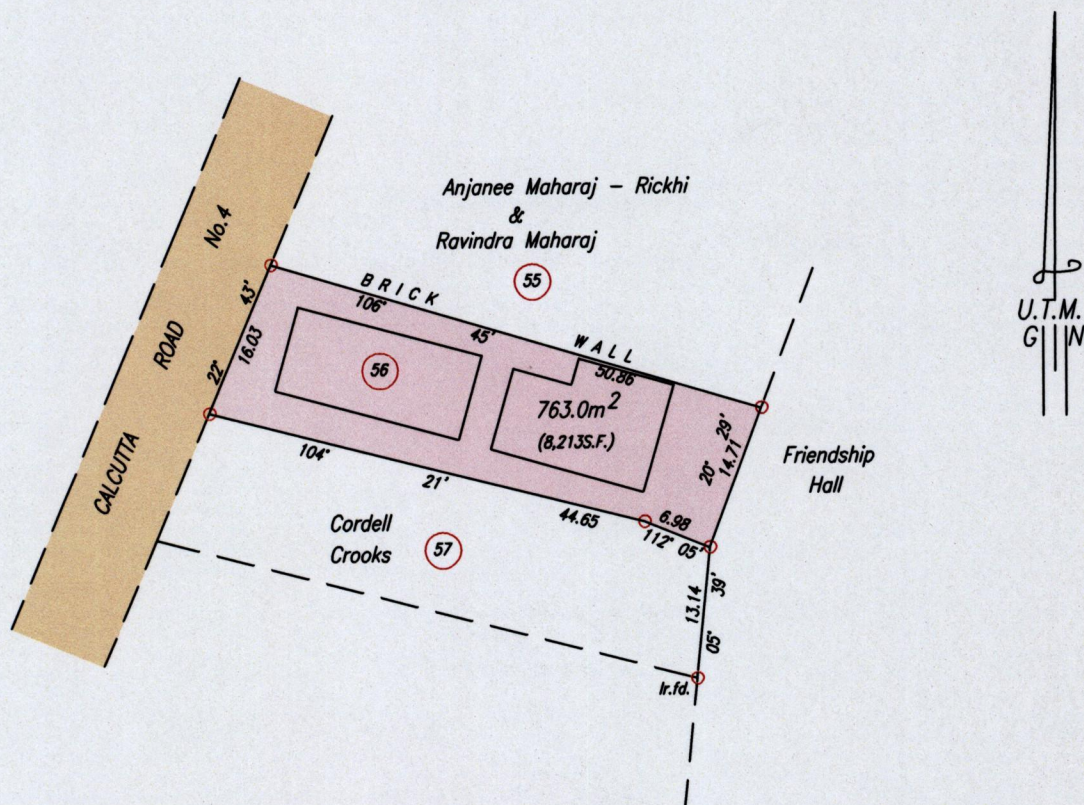 Anjanee Maharaj - Rickhi
&
Ravindra Maharaj
55
U.T.M.
G N
CALCUTTA ROAD No.4
BRICK WALL
106° 45'
50.86
22° 43'
16.03
56
763.0m²
(8,213S.F.)
20° 29'
14.71
Friendship
Hall
104° 21'
44.65
6.98
112° 05'
Cordell
Crooks
57
13.14
05° 39'
Ir.fd.